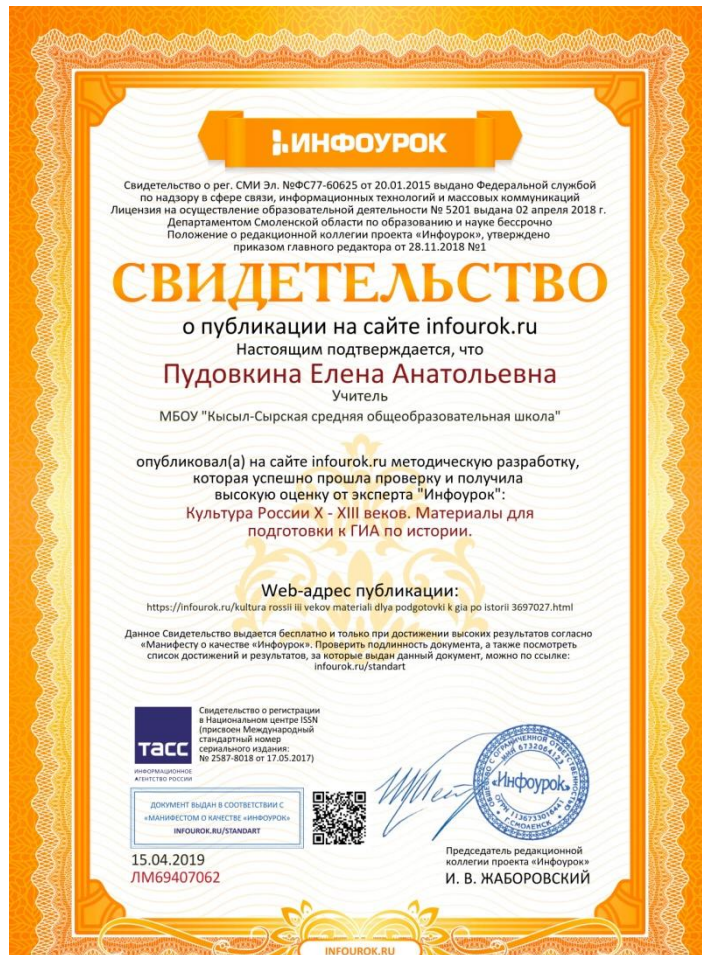 ИНФОУРОК
Свидетельство о рег. СМИ Эл. №ФС77-60625 от 20.01.2015 выдано Федеральной службой
по надзору в сфере связи, информационных технологий и массовых коммуникаций
Лицензия на осуществление образовательной деятельности № 5201 выдана 02 апреля 2018 г.
Департаментом Смоленской области по образованию и науке бессрочно
Положение о редакционной коллегии проекта «Инфоурок», утверждено
приказом главного редактора от 28.11.2018 №1
СВИДЕТЕЛЬСТВО
о публикации на сайте infourok.ru
Настоящим подтверждается, что
Пудовкина Елена Анатольевна
Учитель
МБОУ "Кысыл-Сырская средняя общеобразовательная школа"
опубликовал(а) на сайте infourok.ru методическую разработку,
которая успешно прошла проверку и получила
высокую оценку от эксперта "Инфоурок":
Культура России X - XIII веков. Материалы для
подготовки к ГИА по истории.
Web-адрес публикации:
https://infourok.ru/kultura rossii iii vekov materiali dlya podgotovki k gia po istorii 3697027.html
Данное Свидетельство выдается бесплатно и только при достижении высоких результатов согласно
«Манифесту о качестве «Инфоурок». Проверить подлинность документа, а также посмотреть
список достижений и результатов, за которые выдан данный документ, можно по ссылке:
infourok.ru/standart
Свидетельство о регистрации
в Национальном центре ISSN
(присвоен Международный
стандартный номер
сериального издания:
№ 2587-8018 от 17.05.2017)
ТАСС
ИНФОРМАЦИОННОЕ
АГЕНТСТВО РОССИИ
ДОКУМЕНТ ВЫДАН В СООТВЕТСТВИИ С
«МАНИФЕСТОМ О КАЧЕСТВЕ «ИНФОУРОК»
INFOUROK.RU/STANDART
15.04.2019
ЛМ69407062
ОБЩЕСТВО С ОГРАНИЧЕННОЙ ОТВЕТСТВЕННОСТЬЮ
«Инфоурок»
Г.СМОЛЕНСК
Председатель редакционной
коллегии проекта «Инфоурок»
И. В. ЖАБОРОВСКИЙ
INFOUROK.RU